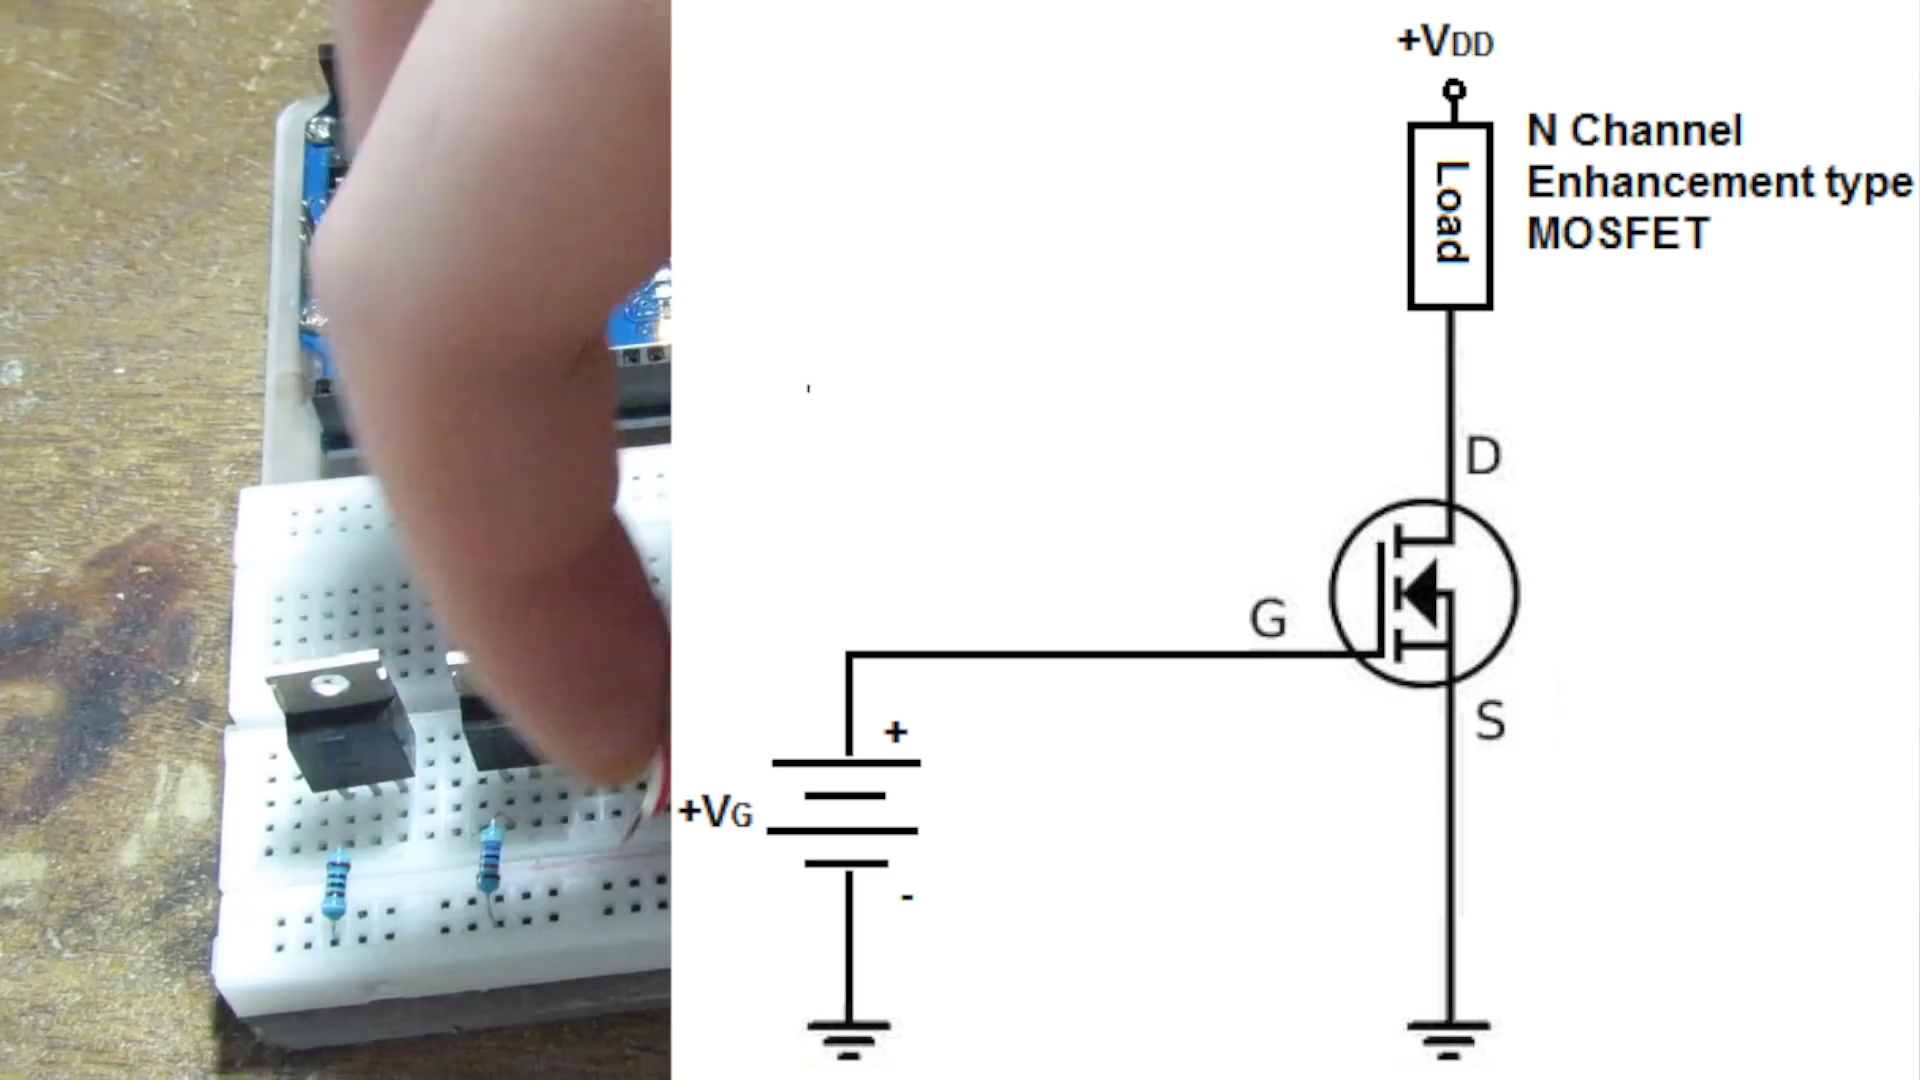 +VDD
N Channel
Enhancement type
MOSFET
Load
D
G
S
+
+VG
-